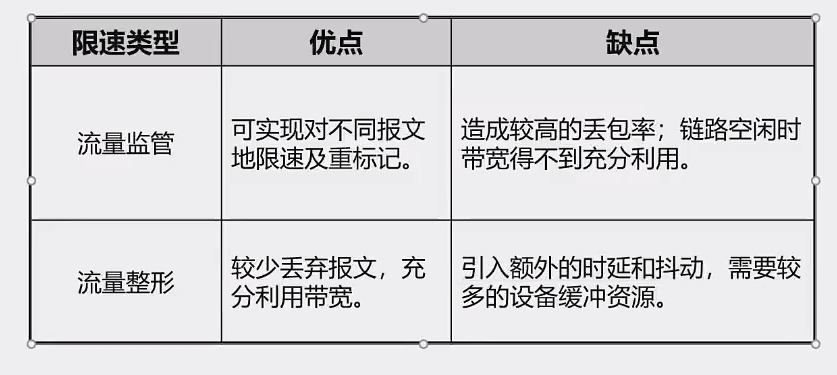 限速类型 优点 缺点
流量监管
可实现对不同报文
地限速及重标记。
造成较高的丢包率；链路空闲时
带宽得不到充分利用。
流量整形
较少丢弃报文，充
分利用带宽。
引入额外的时延和抖动，需要较
多的设备缓冲资源。